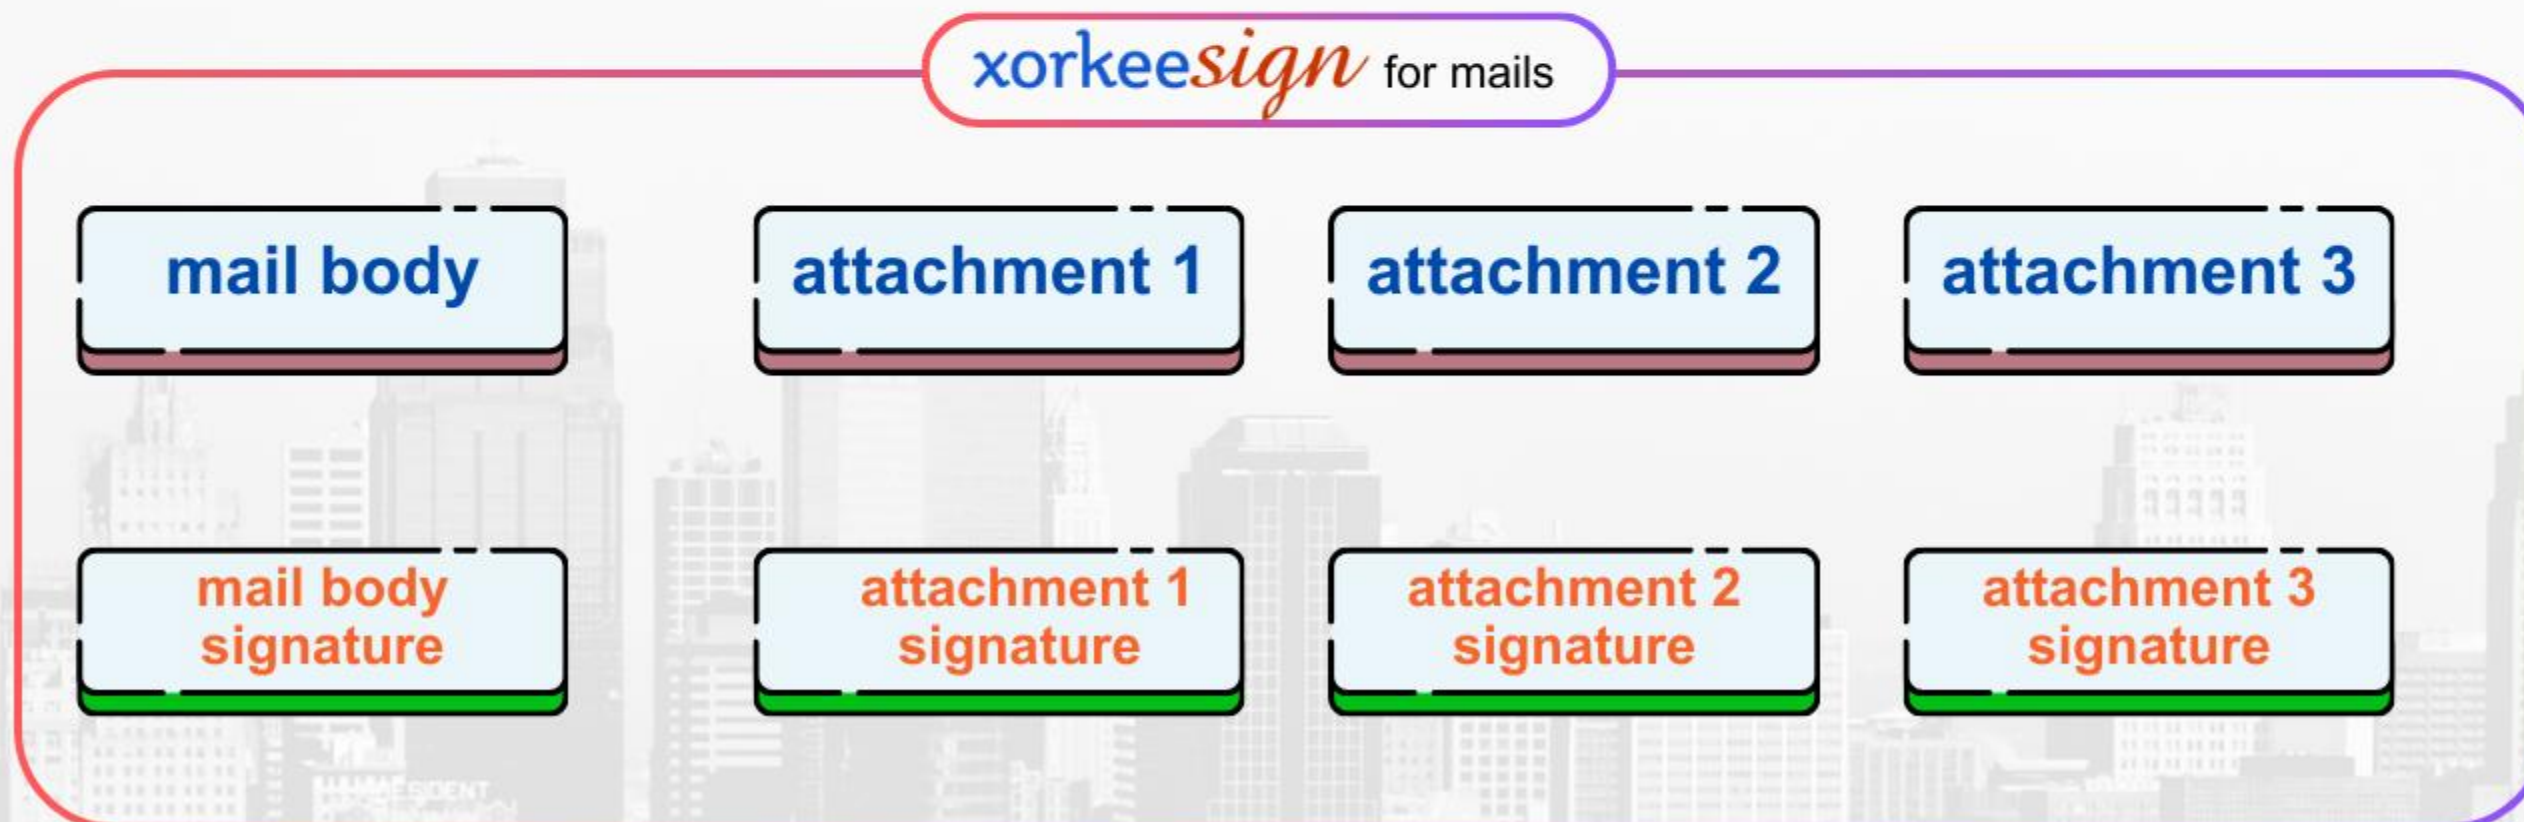 xorkeesign for mails
mail body
attachment 1
attachment 2
attachment 3
mail body
signature
attachment 1
signature
attachment 2
signature
attachment 3
signature